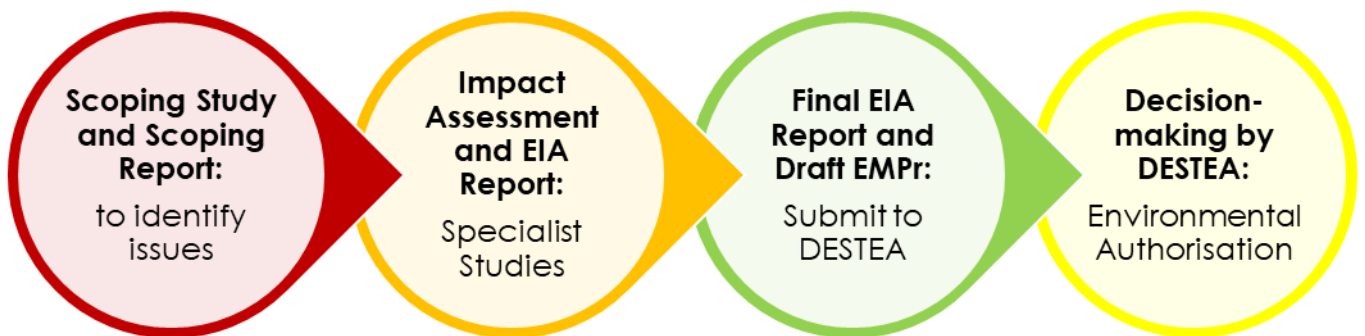 Scoping Study
and Scoping
Report:
to identify
issues
Impact
Assessment
and EIA
Report:
Specialist
Studies
Final EIA
Report and
Draft EMPr:
Submit to
DESTEA
Decision-
making by
DESTEA:
Environmental
Authorisation